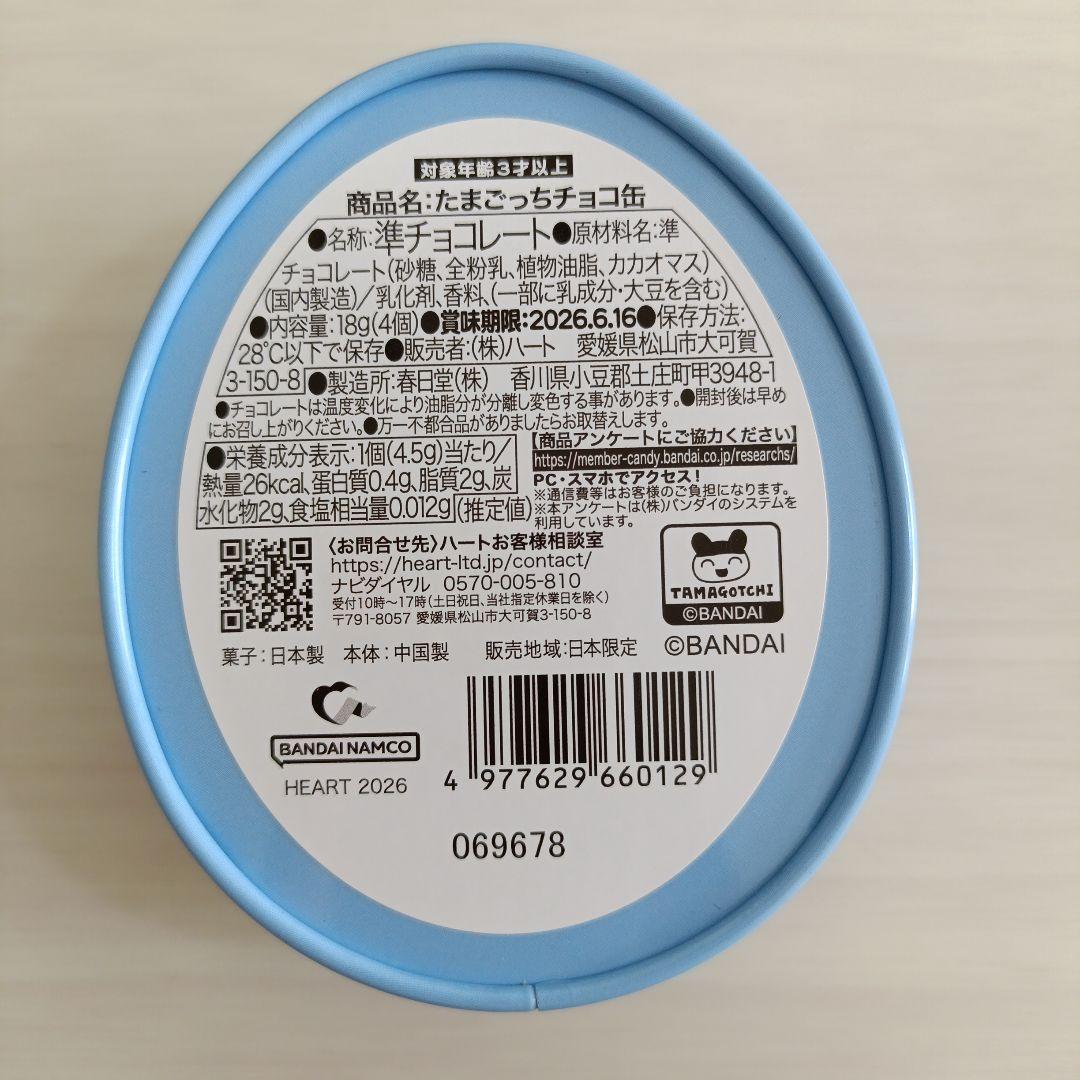 対象年齢3才以上
商品名：たまごっちチョコ缶
●名称：準チョコレート●原材料名：準
チョコレート(砂糖、全粉乳、植物油脂、カカオマス)
(国内製造)／乳化剤、香料、(一部に乳成分・大豆を含む)
●内容量：18g(4個)●賞味期限：2026.6.16●保存方法：
28℃以下で保存●販売者：(株)ハート 愛媛県松山市大可賀
3-150-8●製造所：春日堂(株) 香川県小豆郡土庄町甲3948-1
●チョコレートは温度変化により油脂分が分離し変色する事があります。●開封後は早め
にお召し上がりください。●万一不都合品がありましたらお取替えします。
●栄養成分表示：1個(4.5g)当たり／
熱量26kcal、蛋白質0.4g、脂質2g、炭
水化物2g、食塩相当量0.012g(推定値)
【商品アンケートにご協力ください】
https://member-candy.bandai.co.jp/researchs/
PC・スマホでアクセス！
※通信費等はお客様のご負担になります。
※本アンケートは(株)バンダイのシステムを
利用しています。
〈お問合せ先〉ハートお客様相談室
https://heart-ltd.jp/contact/
ナビダイヤル 0570-005-810
受付10時～17時(土日祝日、当社指定休業日を除く)
〒791-8057 愛媛県松山市大可賀3-150-8
TAMAGOTCHI
©BANDAI
©BANDAI
菓子：日本製 本体：中国製 販売地域：日本限定
BANDAI NAMCO
HEART 2026
4 977629 660129
069678